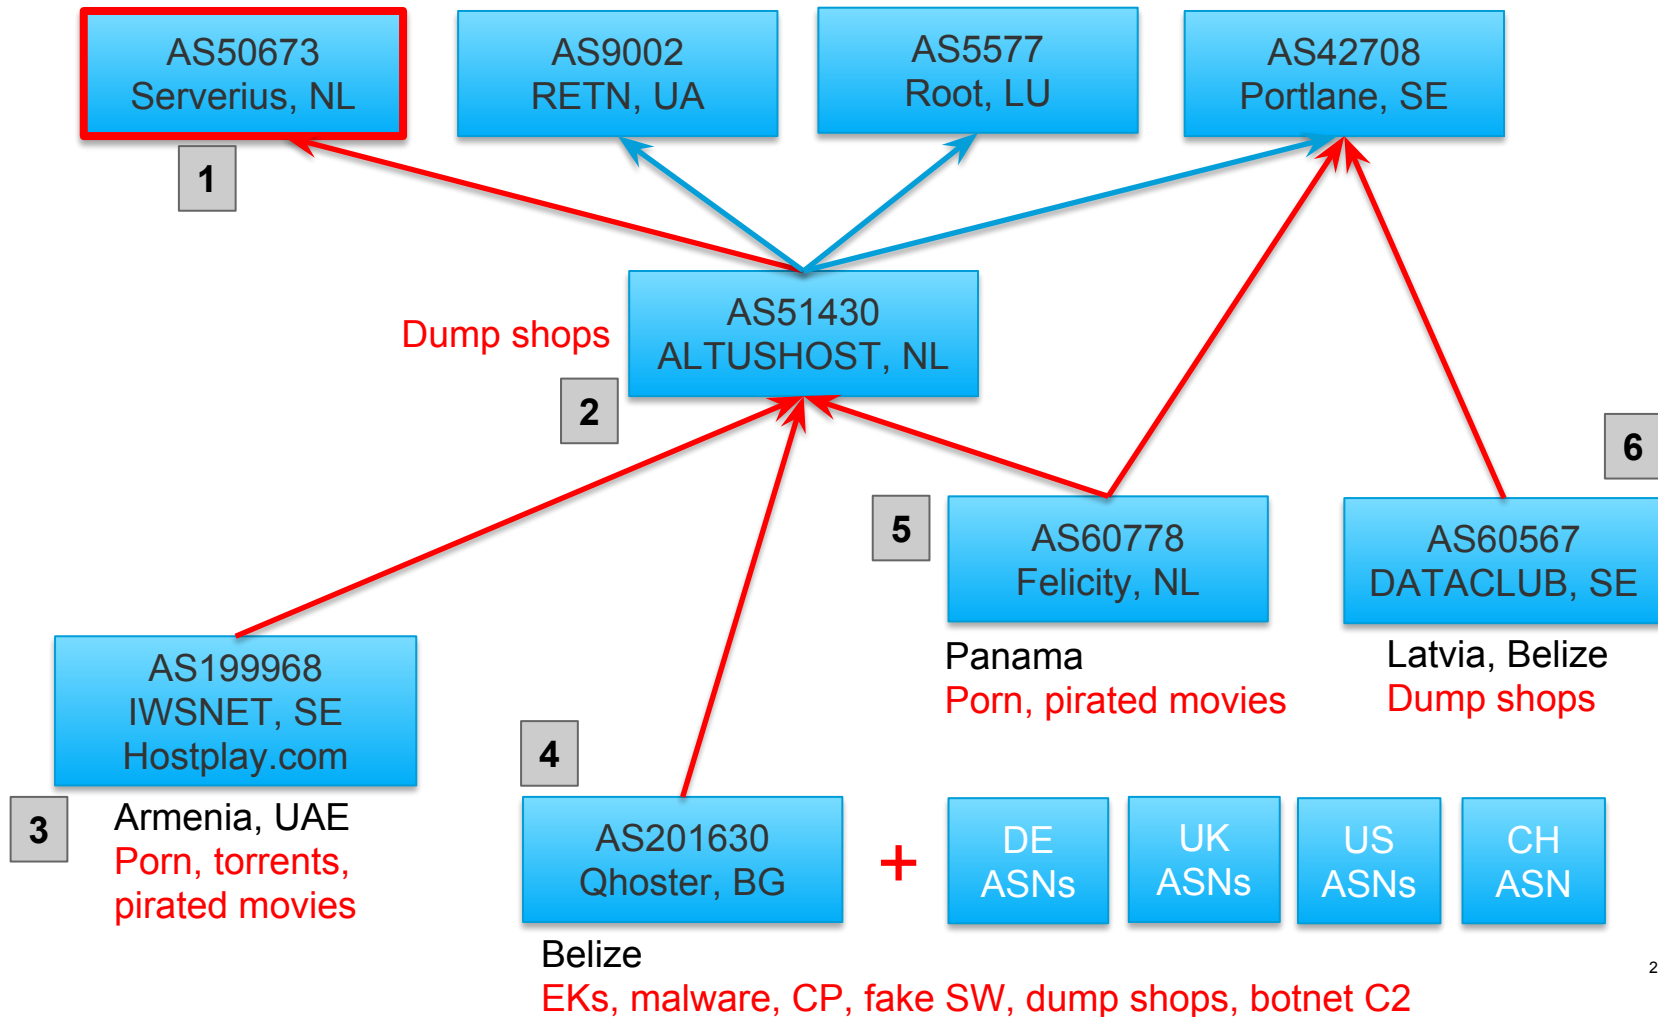 AS50673
Serverius, NL
AS9002
RETN, UA
AS5577
Root, LU
AS42708
Portlane, SE
1
AS51430
ALTUSHOST, NL
Dump shops
2
5
AS60778
Felicity, NL
Panama
Porn, pirated movies
6
AS60567
DATACLUB, SE
Latvia, Belize
Dump shops
AS199968
IWSNET, SE
Hostplay.com
3
Armenia, UAE
Porn, torrents,
pirated movies
4
AS201630
Qhoster, BG
+
DE
ASNs
UK
ASNs
US
ASNs
CH
ASN
Belize
EKs, malware, CP, fake SW, dump shops, botnet C2
2